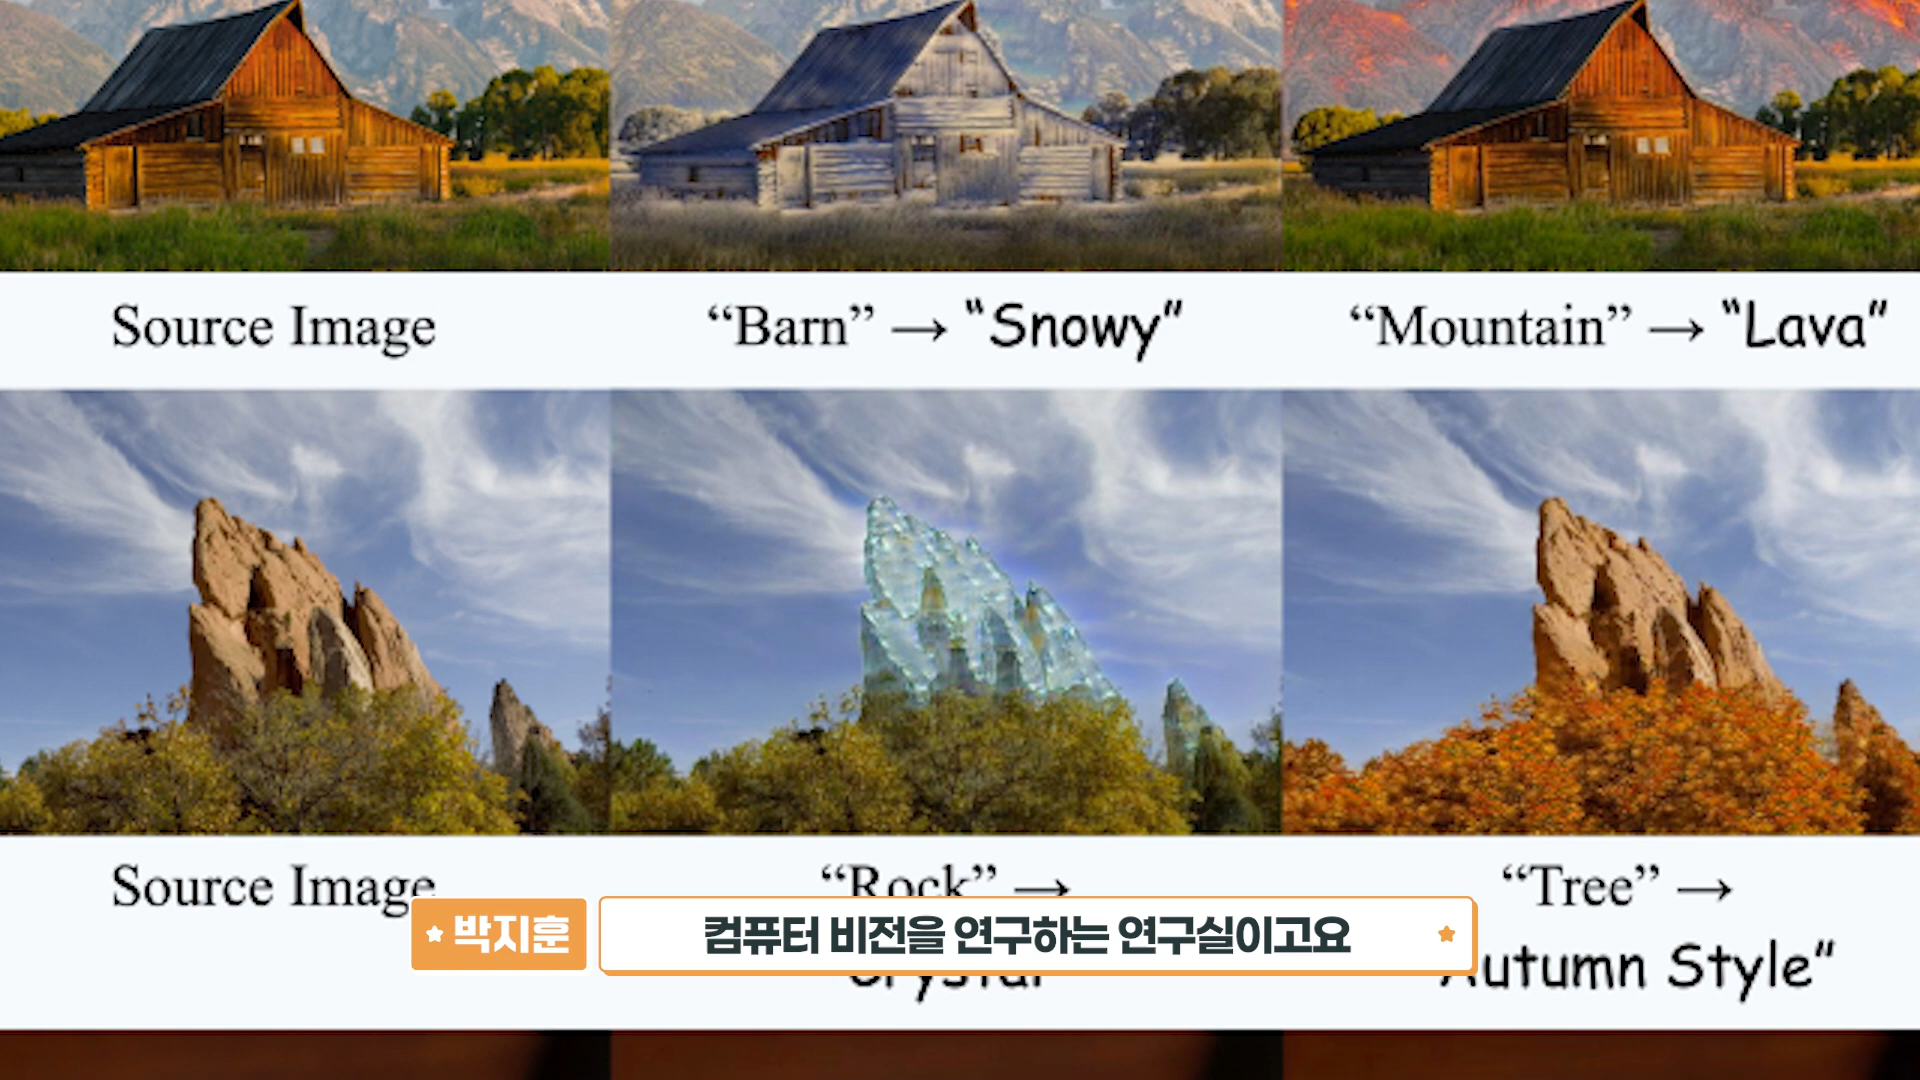 Source Image
“Barn” → “Snowy”
“Mountain” → “Lava”
Source Image
“Rock” →
“Tree” →
Autumn Style”
박지훈
컴퓨터 비전을 연구하는 연구실이고요